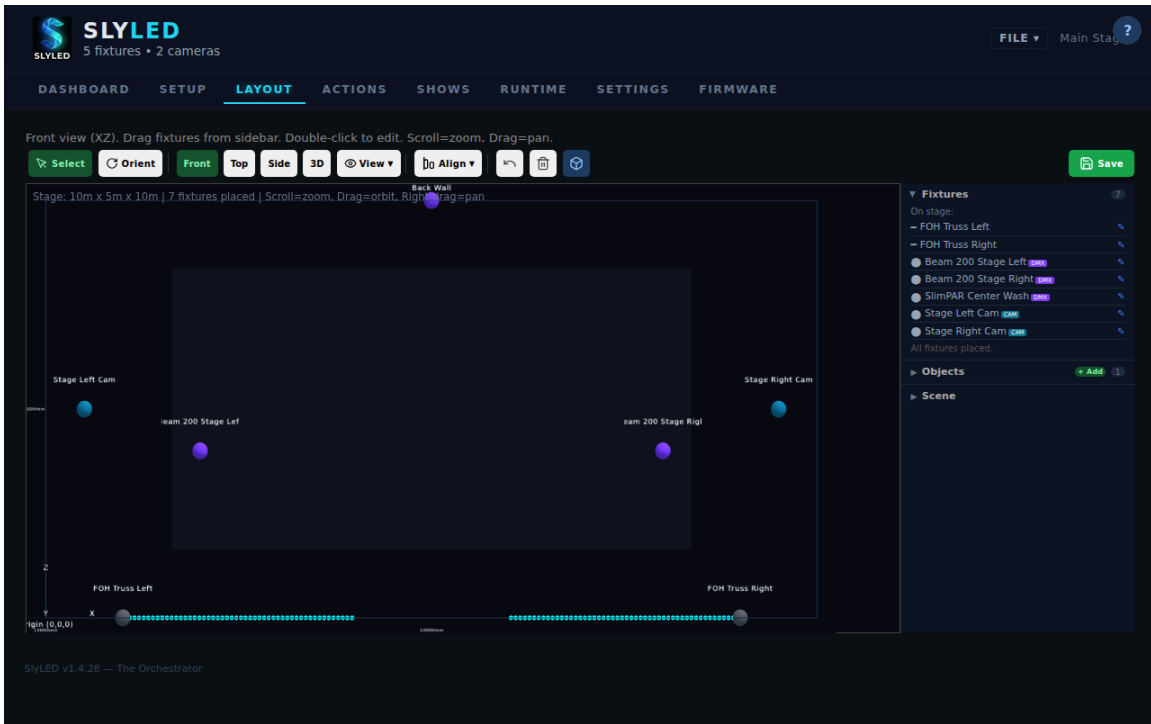 SLYLED
SLYLED
5 fixtures • 2 cameras
FILE ▾
Main Stag
?
DASHBOARD
SETUP
LAYOUT
ACTIONS
SHOWS
RUNTIME
SETTINGS
FIRMWARE
Front view (XZ). Drag fixtures from sidebar. Double-click to edit. Scroll=zoom, Drag=pan.
Select
Orient
Front
Top
Side
3D
View ▾
Align ▾
Save
Back Wall
Stage: 10m x 5m x 10m | 7 fixtures placed | Scroll=zoom, Drag=orbit, Right-drag=pan
Stage Left Cam
Stage Right Cam
eam 200 Stage Lef
eam 200 Stage Rigl
Z
FOH Truss Left
FOH Truss Right
Y
X
rigin (0,0,0)
10000mm
▼ Fixtures
7
On stage:
FOH Truss Left
FOH Truss Right
Beam 200 Stage Left DMX
Beam 200 Stage Right DMX
SlimPAR Center Wash DMX
Stage Left Cam CAM
Stage Right Cam CAM
All fixtures placed.
▶ Objects
+ Add
1
▶ Scene
SlyLED v1.4.28 — The Orchestrator